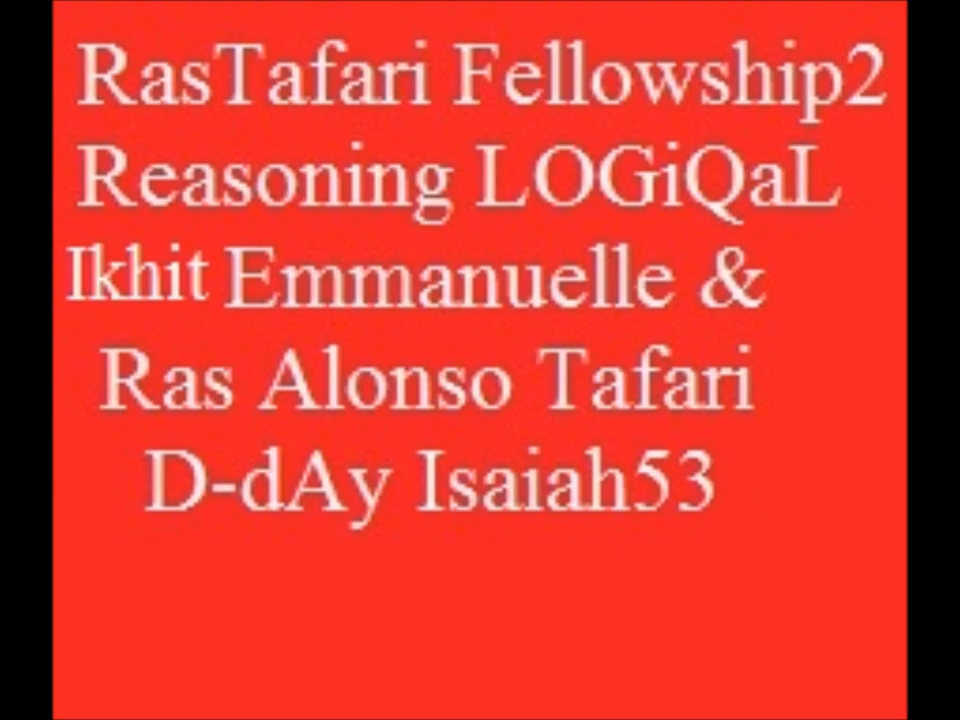 RasTafari Fellowship2
Reasoning LOGiQaL
Ikhit Emmanuelle &
Ras Alonso Tafari
D-dAy Isaiah53